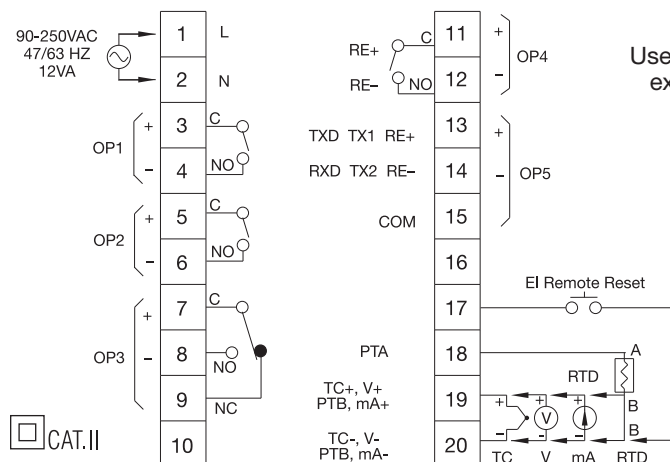 90-250VAC
47/63 HZ
12VA
1 L
2 N
OP1
+ 3 C
− 4 NO
OP2
+ 5 C
− 6 NO
OP3
+ 7 C
− 8 NO
9 NC
10
CAT.II
RE+ C 11 +
RE− NO 12 −
OP4
TXD TX1 RE+ 13 +
RXD TX2 RE− 14 −
OP5
COM 15
16
17 EI Remote Reset
PTA 18 A
RTD
TC+, V+
PTB, mA+
19 + + V + B
TC-, V-
PTB, mA-
20 − - - B
TC V mA RTD
Use
ex